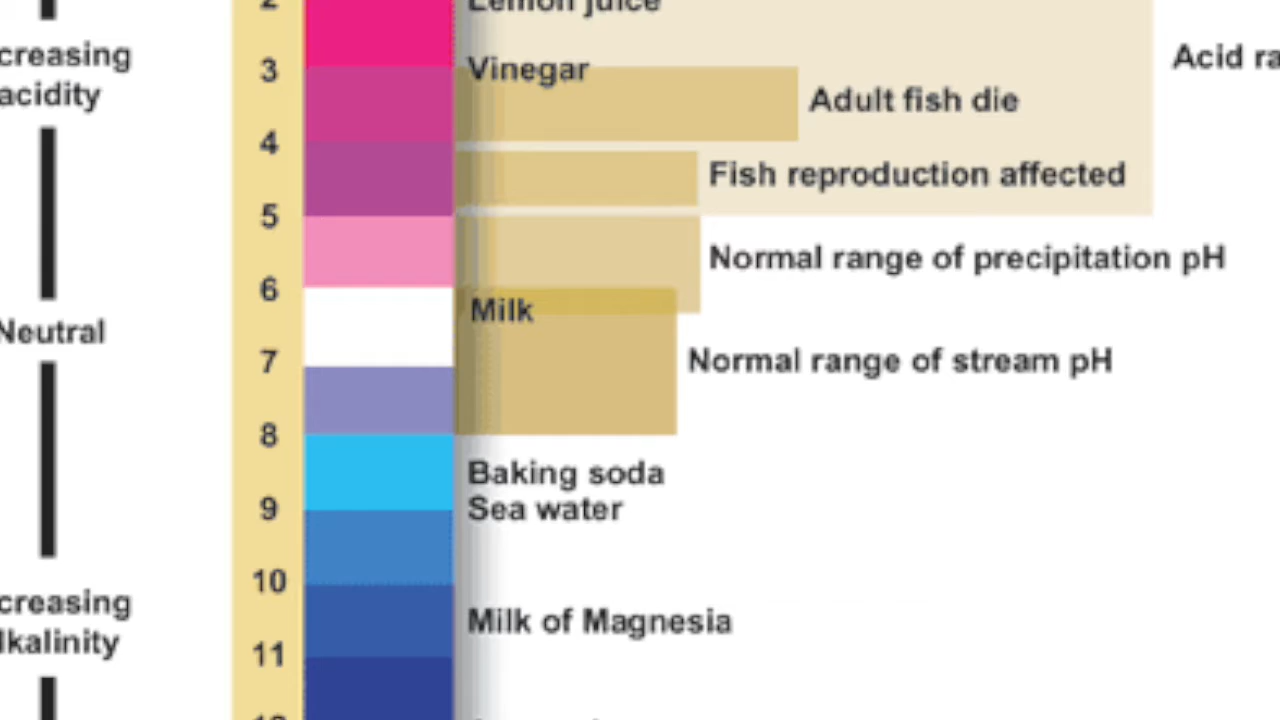 2
Lemon juice
creasing
acidity
3
Vinegar
Acid ra
Adult fish die
4
Fish reproduction affected
5
Normal range of precipitation pH
6
Milk
Neutral
7
Normal range of stream pH
8
Baking soda
9
Sea water
10
creasing
lkalinity
Milk of Magnesia
11
12